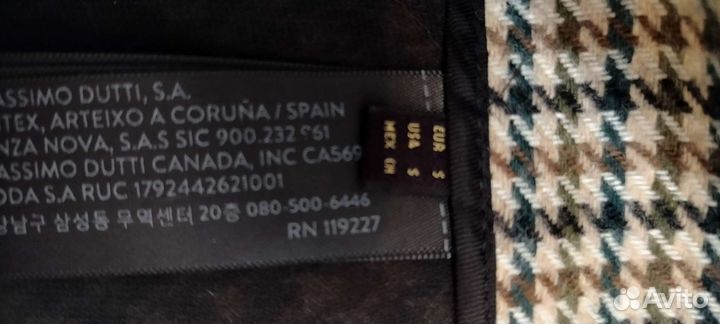 ASSIMO DUTTI, S.A.
ITEX, ARTEIXO A CORUÑA / SPAIN
NZA NOVA, S.A.S SIC 900.232 961
ASSIMO DUTTI CANADA, INC CA569
ODA S.A RUC 1792442621001
강남구 삼성동 무역센터 20층 080-500-6446
RN 119227
EUR S
USA S
MEX CH
Avito